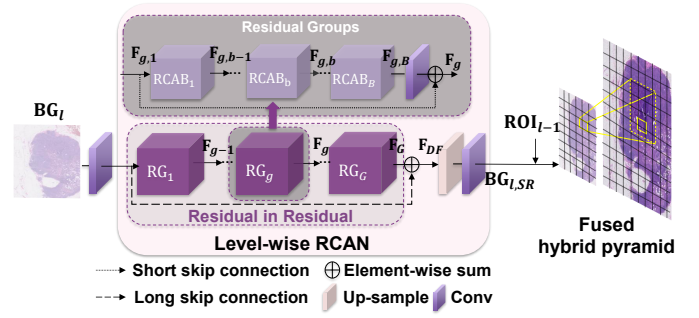 Residual Groups
F_{g,1} F_{g,b−1} F_{g,b} F_{g,B} F_g
RCAB_1 RCAB_b RCAB_B
BG_l
ROI_{l−1}
F_{g−1} F_g F_G F_{DF}
RG_1 RG_g RG_G
BG_{l,SR}
Residual in Residual
Level-wise RCAN
Fused
hybrid pyramid
Short skip connection Element-wise sum
Long skip connection Up-sample Conv